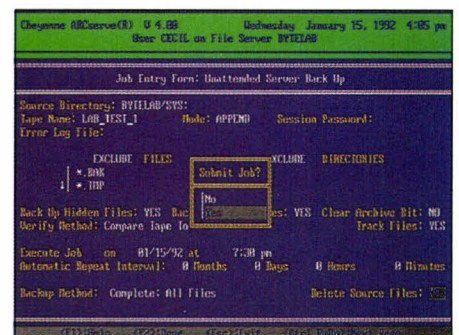 Cheyenne ARCserve(R) V 4.00 Wednesday January 15, 1992 4:05 pm
User CECIL on File Server BYTELAB
Job Entry Form: Unattended Server Back Up
Source Directory: BYTELAB/SYS:
Tape Name: LAB_TEST_1 Mode: APPEND Session Password:
Error Log File:
EXCLUDE FILES XCLUDE DIRECTORIES
*.BAK
*.TMP
Submit Job?
No
Yes
Back Up Hidden Files: YES Bac es: YES Clear Archive Bit: NO
Verify Method: Compare Tape to Track Files: YES
Execute Job on 01/15/92 at 7:30 pm
Automatic Repeat Interval: 0 Months 0 Days 0 Hours 0 Minutes
Backup Method: Complete: All Files Delete Source Files: